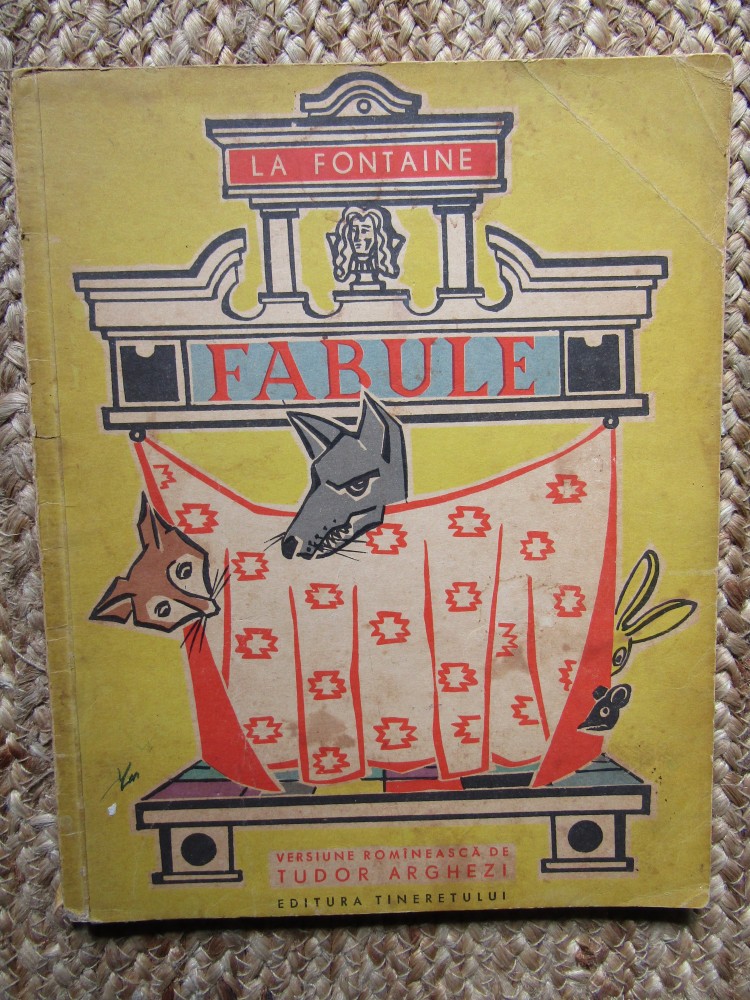 LA FONTAINE
FABULE
VERSIUNE ROMÎNEASCĂ DE
TUDOR ARGHEZI
EDITURA TINERETULUI